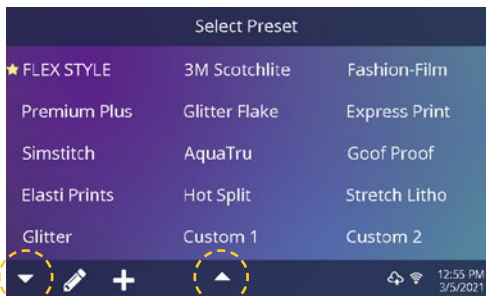 Select Preset
FLEX STYLE 3M Scotchlite Fashion-Film
Premium Plus Glitter Flake Express Print
Simstitch AquaTru Goof Proof
Elasti Prints Hot Split Stretch Litho
Glitter Custom 1 Custom 2
12:55 PM
3/5/2021